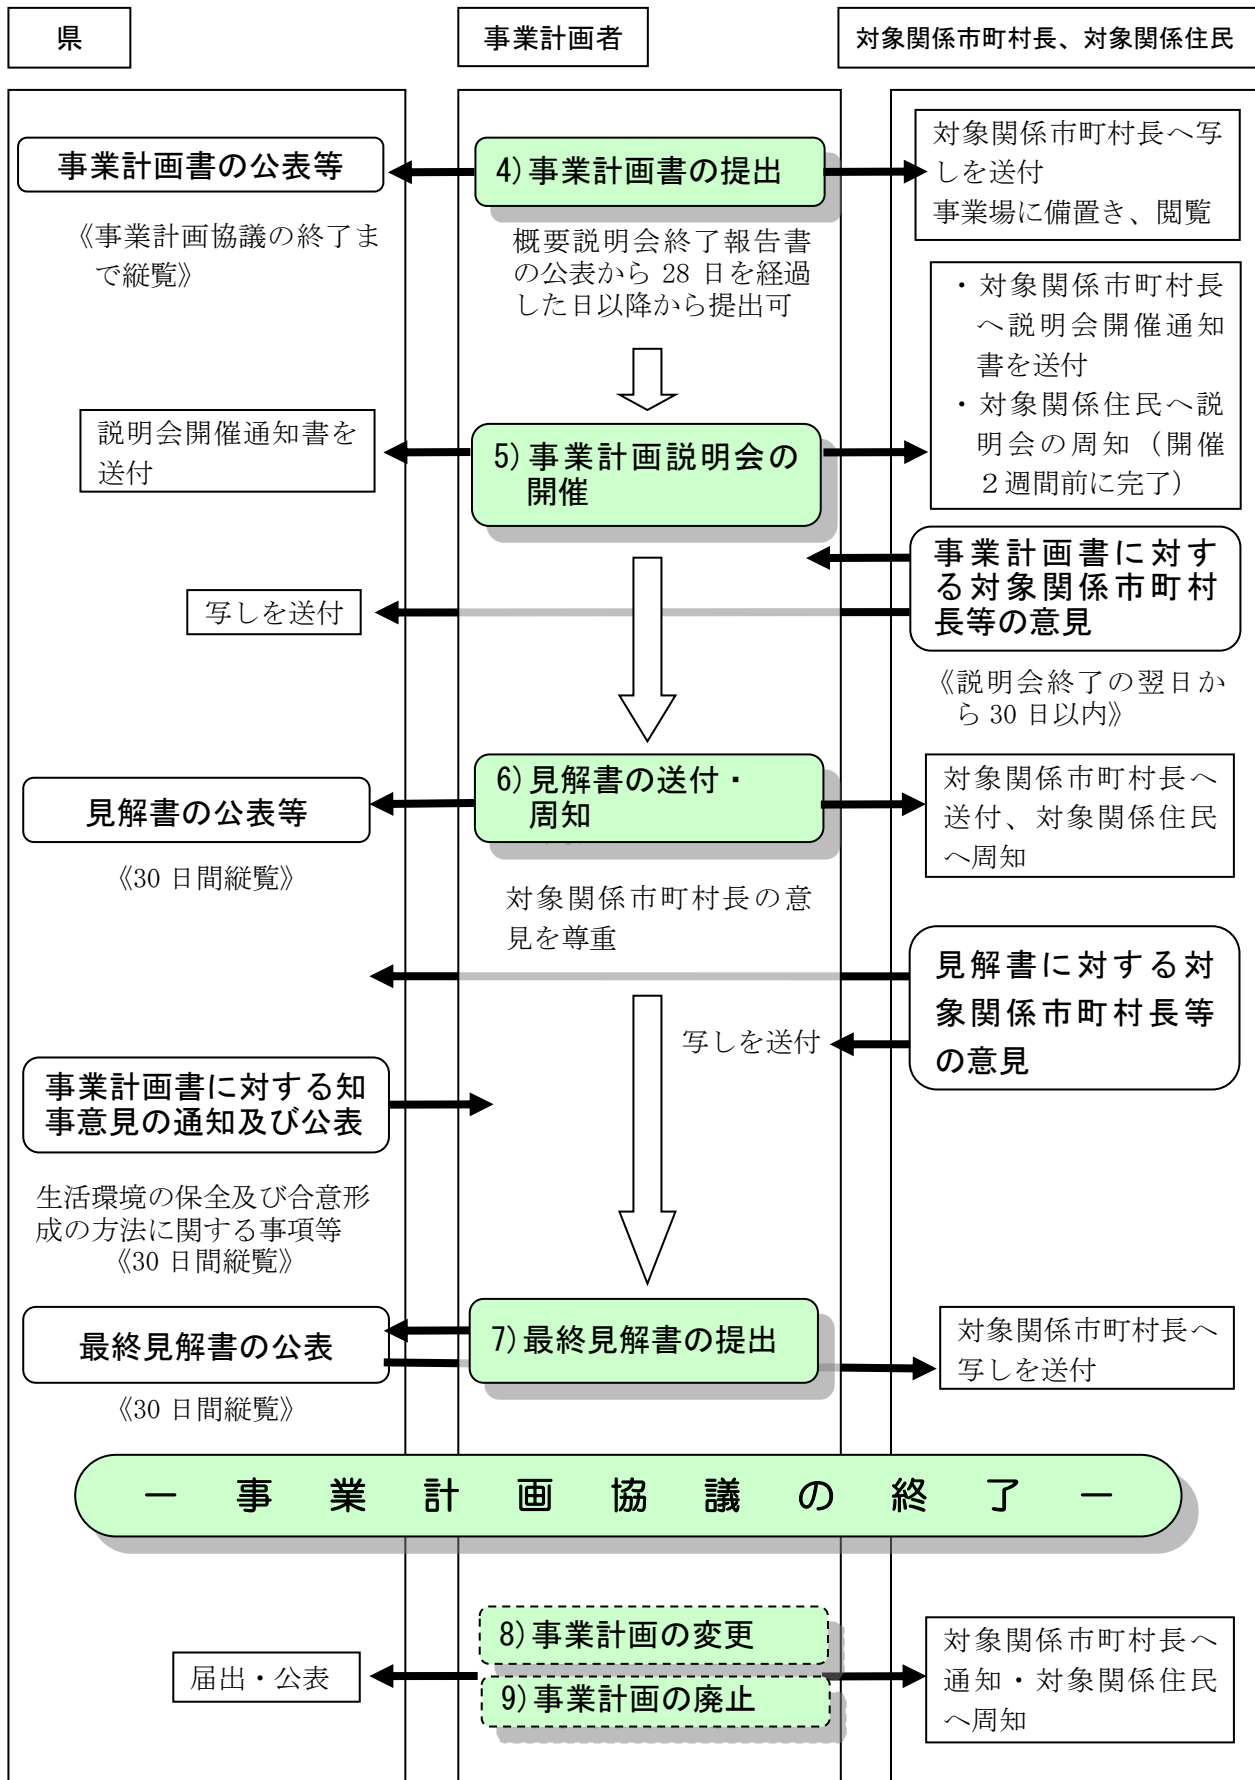 県
事業計画者
対象関係市町村長、対象関係住民
事業計画書の公表等
《事業計画協議の終了ま
で縦覧》
4)事業計画書の提出
概要説明会終了報告書
の公表から 28 日を経過
した日以降から提出可
対象関係市町村長へ写
しを送付
事業場に備置き、閲覧
・対象関係市町村長
へ説明会開催通知
書を送付
・対象関係住民へ説
明会の周知（開催
２週間前に完了）
説明会開催通知書を
送付
5)事業計画説明会の
開催
事業計画書に対す
る対象関係市町村
長等の意見
写しを送付
《説明会終了の翌日か
ら 30 日以内》
見解書の公表等
《30 日間縦覧》
6)見解書の送付・
周知
対象関係市町村長の意
見を尊重
対象関係市町村長へ
送付、対象関係住民
へ周知
見解書に対する対
象関係市町村長等
の意見
写しを送付
事業計画書に対する知
事意見の通知及び公表
生活環境の保全及び合意形
成の方法に関する事項等
《30 日間縦覧》
最終見解書の公表
《30 日間縦覧》
7)最終見解書の提出
対象関係市町村長へ
写しを送付
－事業計画協議の終了－
届出・公表
8)事業計画の変更
9)事業計画の廃止
対象関係市町村長へ
通知・対象関係住民
へ周知